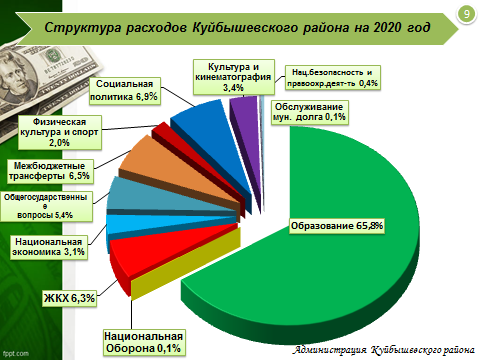 9
Структура расходов Куйбышевского района на 2020 год
Культура и
кинематография
3,4%
Нац.безопасность и
правоохр.деят-ть 0,4%
Социальная
политика 6,9%
Обслуживание
мун. долга 0,1%
Физическая
культура и спорт
2,0%
Межбюджетные
трансферты 6,5%
Общегосударственны
е
вопросы 5,4%
Образование 65,8%
Национальная
экономика 3,1%
ЖКХ 6,3%
Национальная
Оборона 0,1%
Администрация Куйбышевского района
fppt.com